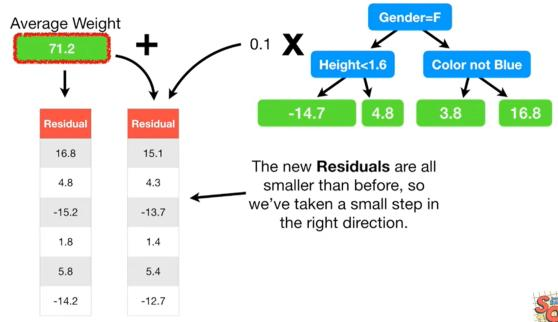 Average Weight
71.2
+
0.1 X
Gender=F
Height<1.6
Color not Blue
-14.7
4.8
3.8
16.8
Residual
16.8
4.8
-15.2
1.8
5.8
-14.2
Residual
15.1
4.3
-13.7
1.4
5.4
-12.7
The new Residuals are all
smaller than before, so
we've taken a small step in
the right direction.